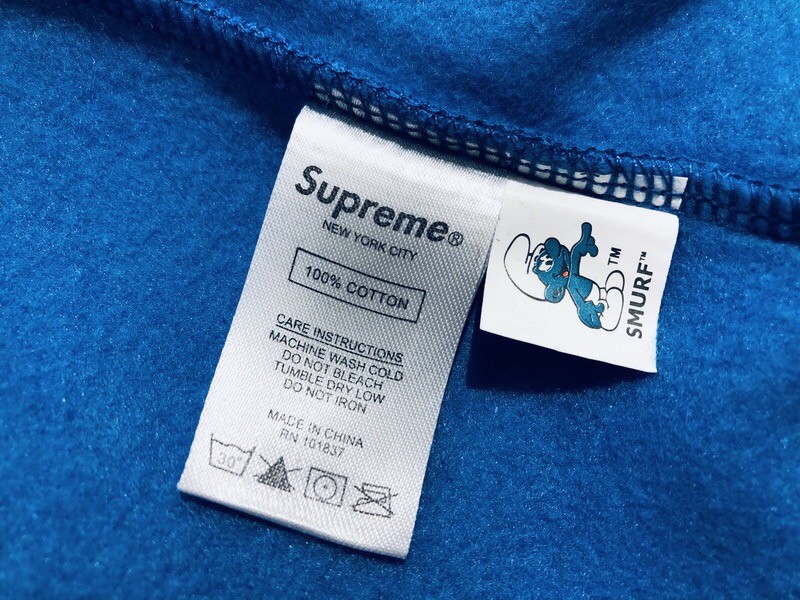 Supreme®
NEW YORK CITY
100% COTTON
CARE INSTRUCTIONS
MACHINE WASH COLD
DO NOT BLEACH
TUMBLE DRY LOW
DO NOT IRON
MADE IN CHINA
RN 101837
30°
TM
SMURF™